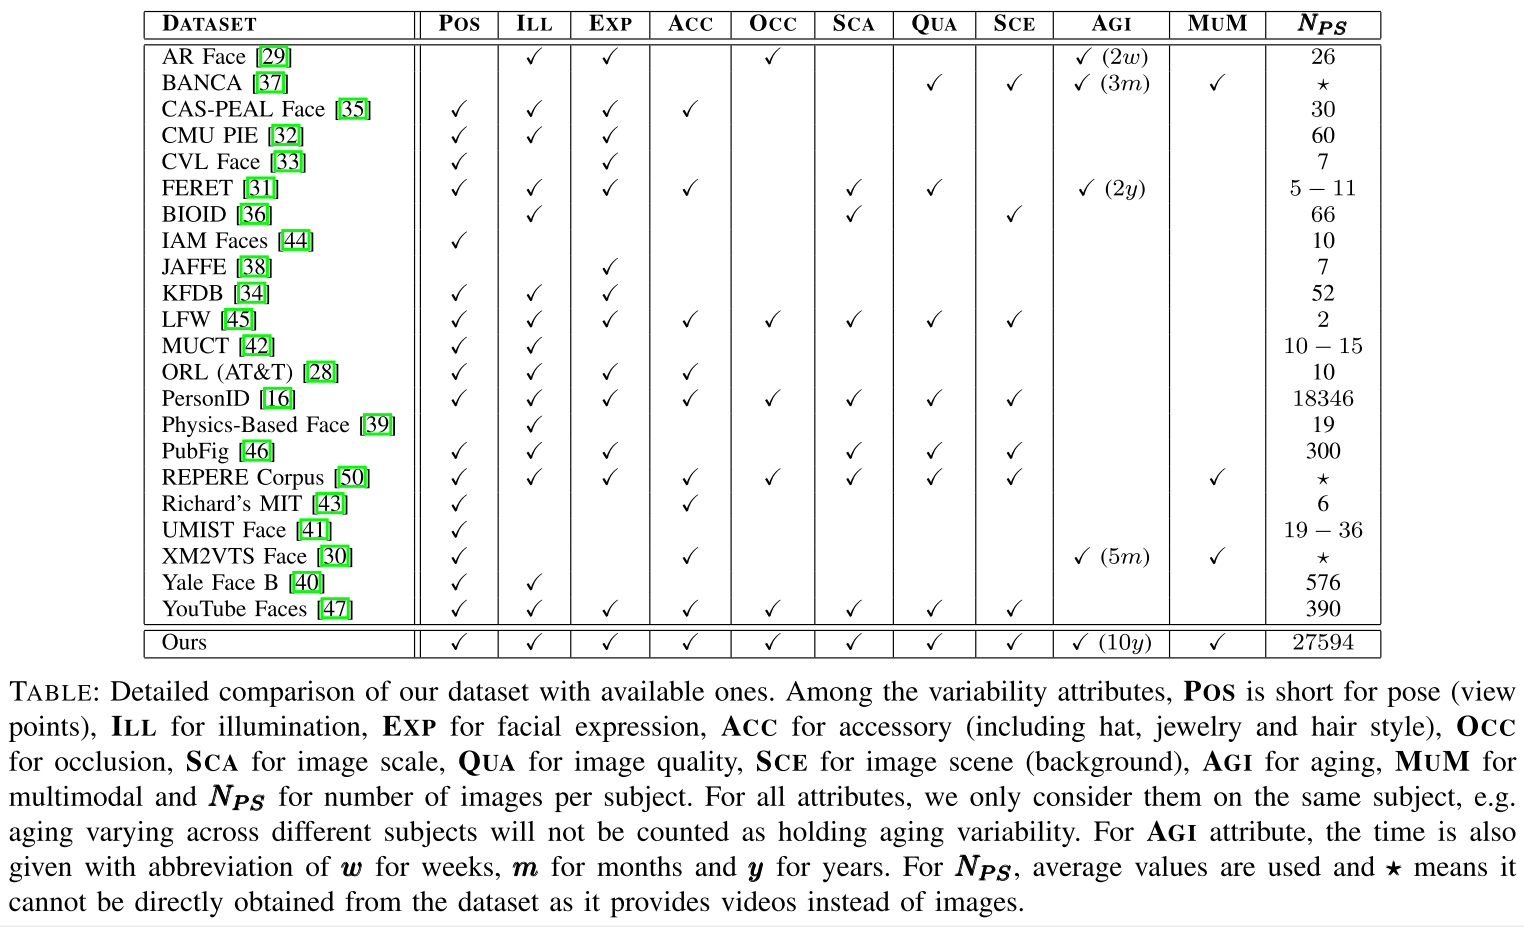 DATASET POS ILL EXP ACC OCC SCA QUA SCE AGI MUM N_PS
AR Face [29] ✓ ✓ ✓ ✓ (2w) 26
BANCA [37] ✓ ✓ ✓ (3m) ✓ ⋆
CAS-PEAL Face [35] ✓ ✓ ✓ ✓ 30
CMU PIE [32] ✓ ✓ ✓ 60
CVL Face [33] ✓ ✓ 7
FERET [31] ✓ ✓ ✓ ✓ ✓ ✓ ✓ (2y) 5 − 11
BIOID [36] ✓ ✓ ✓ 66
IAM Faces [44] ✓ 10
JAFFE [38] ✓ 7
KFDB [34] ✓ ✓ ✓ 52
LFW [45] ✓ ✓ ✓ ✓ ✓ ✓ ✓ ✓ 2
MUCT [42] ✓ ✓ 10 − 15
ORL (AT&T) [28] ✓ ✓ ✓ ✓ 10
PersonID [16] ✓ ✓ ✓ ✓ ✓ ✓ ✓ ✓ 18346
Physics-Based Face [39] ✓ 19
PubFig [46] ✓ ✓ ✓ ✓ ✓ ✓ 300
REPERE Corpus [50] ✓ ✓ ✓ ✓ ✓ ✓ ✓ ✓ ✓ ⋆
Richard's MIT [43] ✓ ✓ 6
UMIST Face [41] ✓ 19 − 36
XM2VTS Face [30] ✓ ✓ ✓ (5m) ✓ ⋆
Yale Face B [40] ✓ ✓ 576
YouTube Faces [47] ✓ ✓ ✓ ✓ ✓ ✓ ✓ ✓ 390
Ours ✓ ✓ ✓ ✓ ✓ ✓ ✓ ✓ ✓ (10y) ✓ 27594
TABLE: Detailed comparison of our dataset with available ones. Among the variability attributes, POS is short for pose (view
points), ILL for illumination, EXP for facial expression, ACC for accessory (including hat, jewelry and hair style), OCC
for occlusion, SCA for image scale, QUA for image quality, SCE for image scene (background), AGI for aging, MUM for
multimodal and N_PS for number of images per subject. For all attributes, we only consider them on the same subject, e.g.
aging varying across different subjects will not be counted as holding aging variability. For AGI attribute, the time is also
given with abbreviation of w for weeks, m for months and y for years. For N_PS, average values are used and ⋆ means it
cannot be directly obtained from the dataset as it provides videos instead of images.